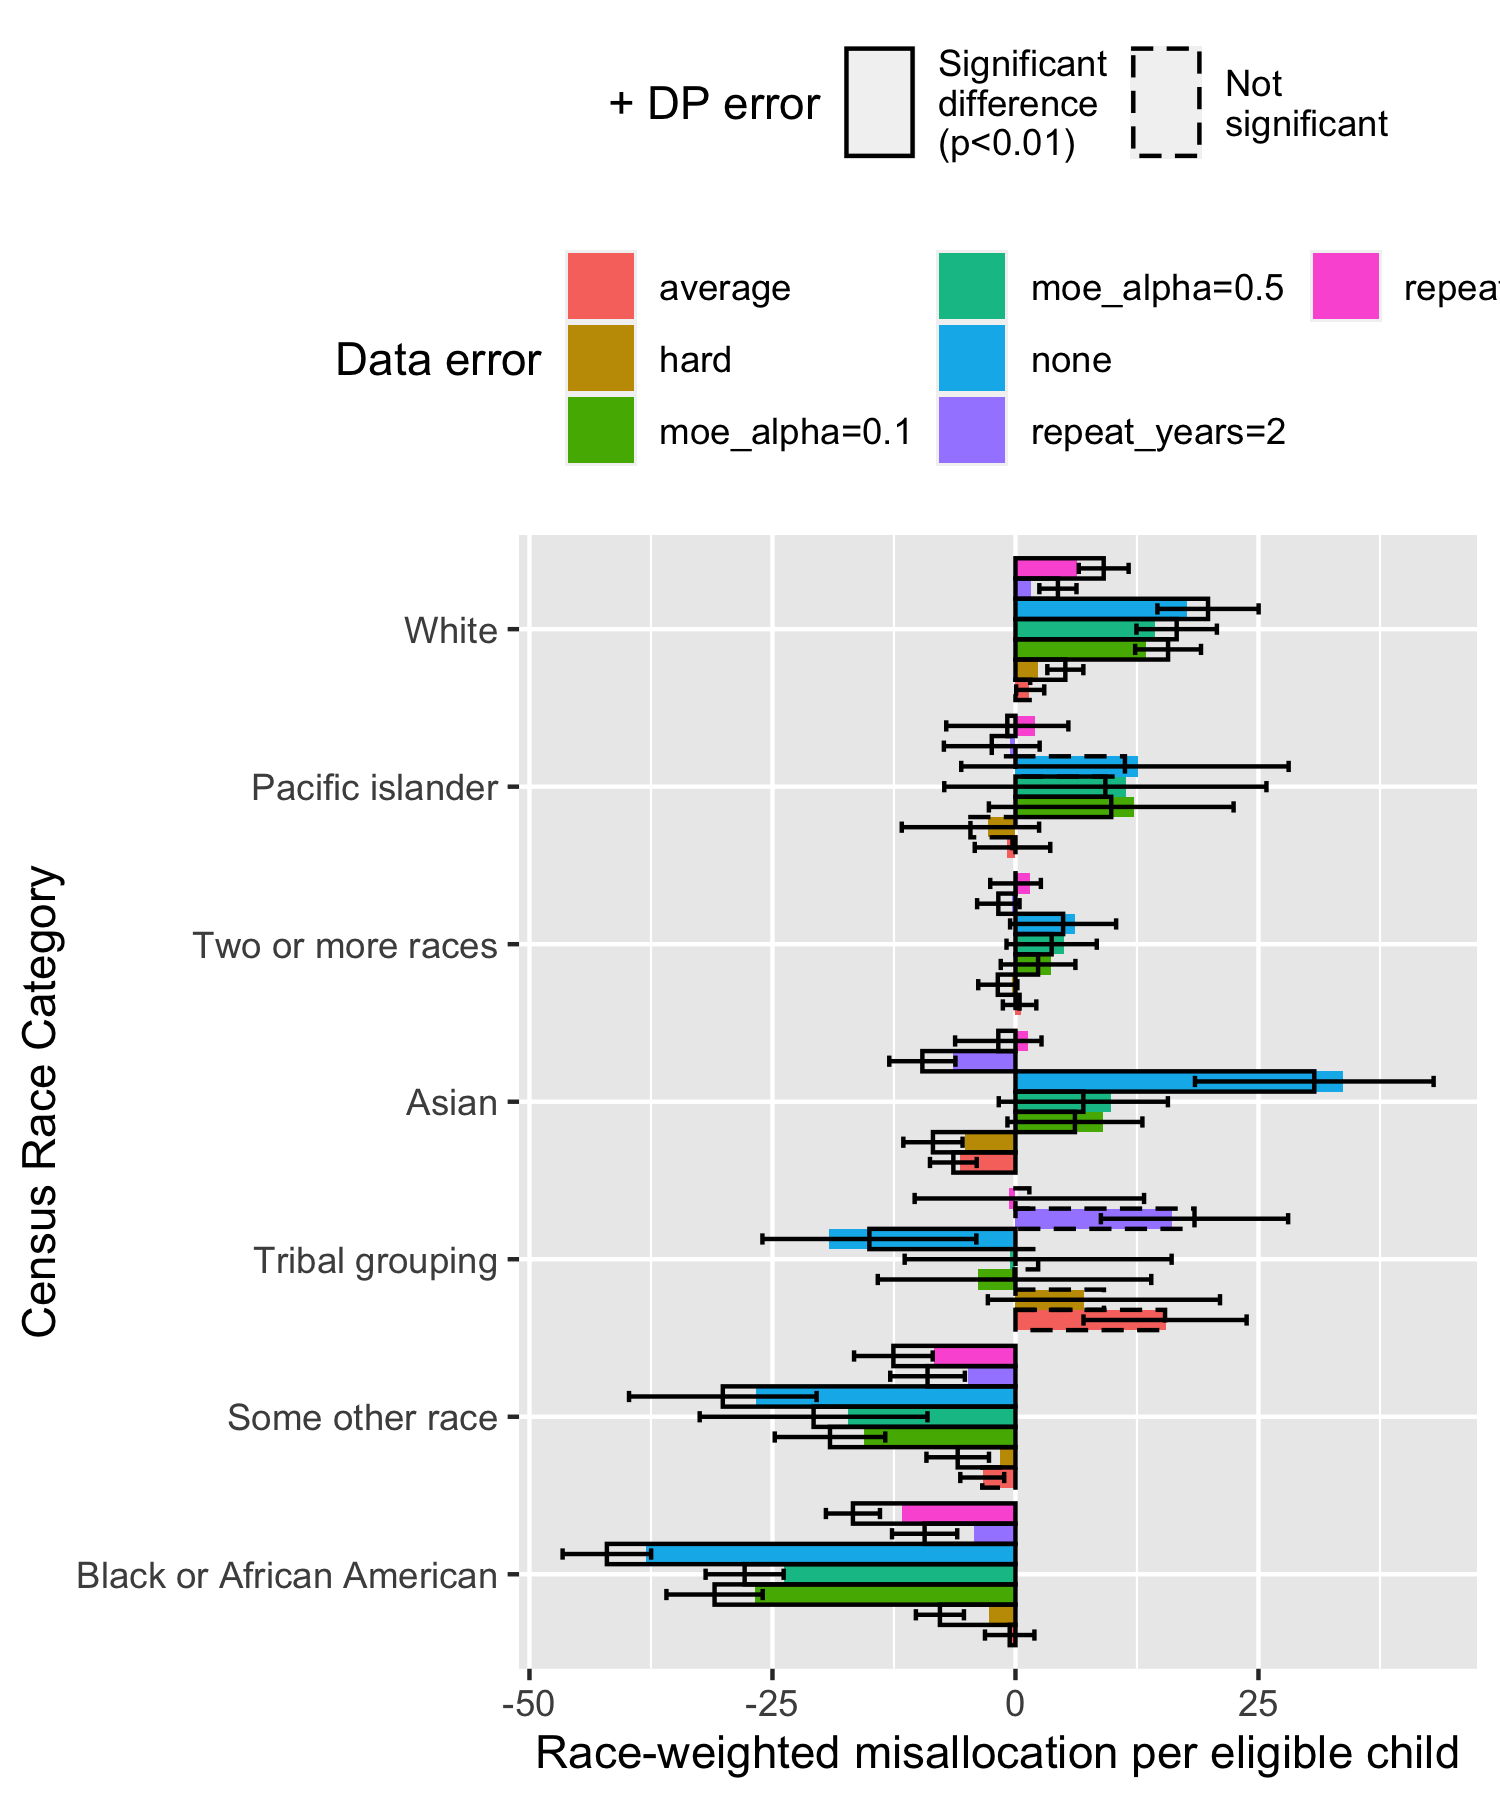 + DP error
Significant
difference
(p<0.01)
Not
significant
Data error
average
hard
moe_alpha=0.1
moe_alpha=0.5
none
repeat_years=2
Census Race Category
White
Pacific islander
Two or more races
Asian
Tribal grouping
Some other race
Black or African American
-50
-25
0
25
Race-weighted misallocation per eligible child